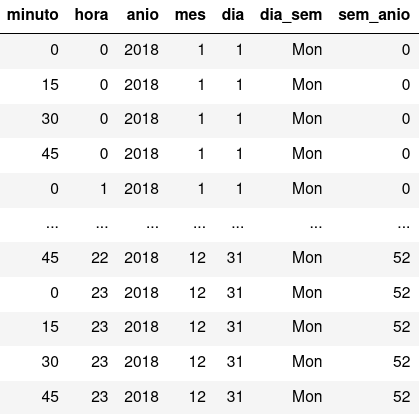 minuto hora anio mes dia dia_sem sem_anio
0 0 2018 1 1 Mon 0
15 0 2018 1 1 Mon 0
30 0 2018 1 1 Mon 0
45 0 2018 1 1 Mon 0
0 1 2018 1 1 Mon 0
... ... ... ... ... ... ...
45 22 2018 12 31 Mon 52
0 23 2018 12 31 Mon 52
15 23 2018 12 31 Mon 52
30 23 2018 12 31 Mon 52
45 23 2018 12 31 Mon 52